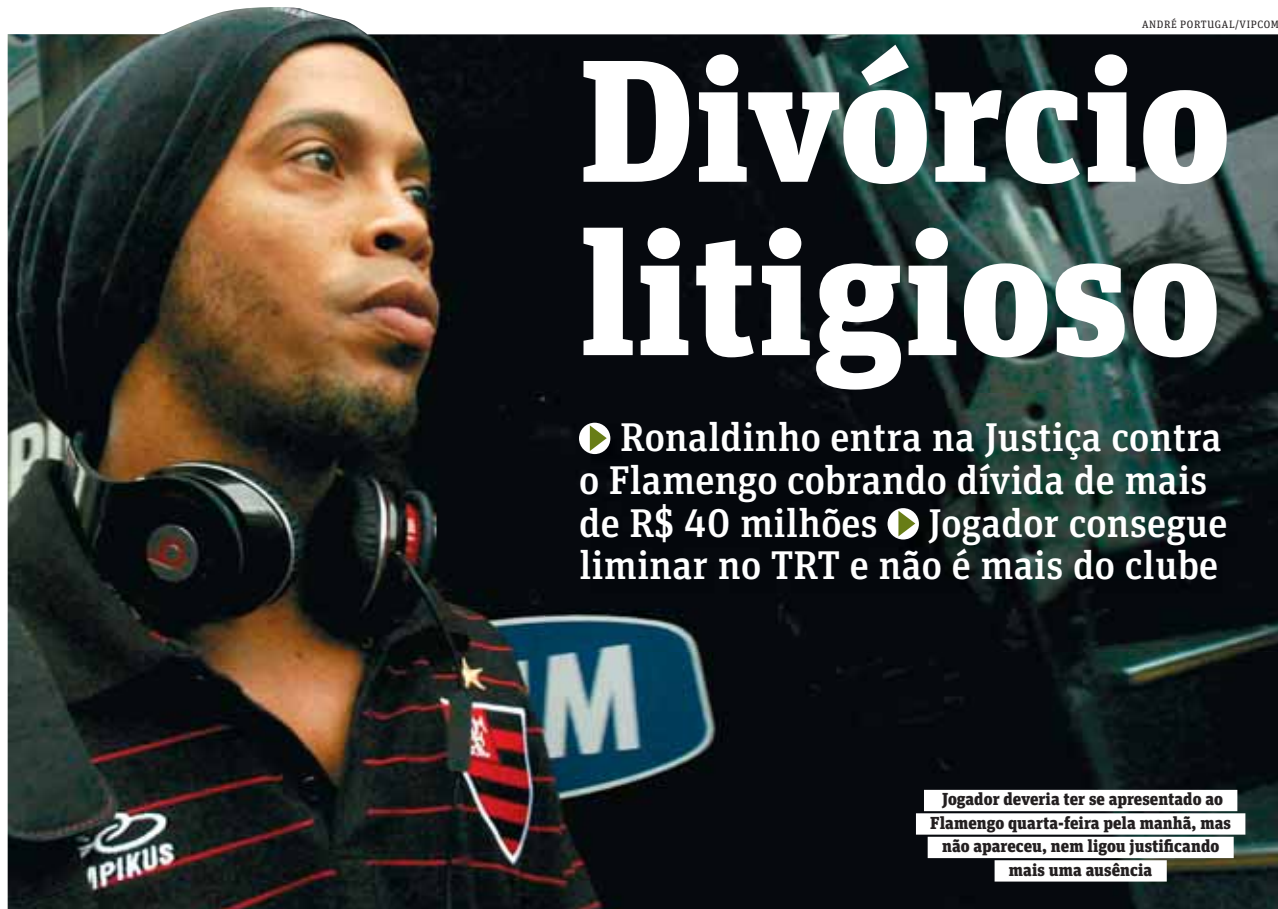 ANDRÉ PORTUGAL/VIPCOM
Divórcio
litigioso
Ronaldinho entra na Justiça contra
o Flamengo cobrando dívida de mais
de R$ 40 milhões Jogador consegue
liminar no TRT e não é mais do clube
Jogador deveria ter se apresentado ao
Flamengo quarta-feira pela manhã, mas
não apareceu, nem ligou justificando
mais uma ausência